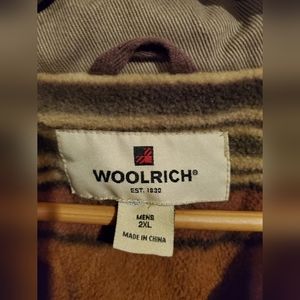 WOOLRICH®
EST. 1830
MENS
2XL
MADE IN CHINA